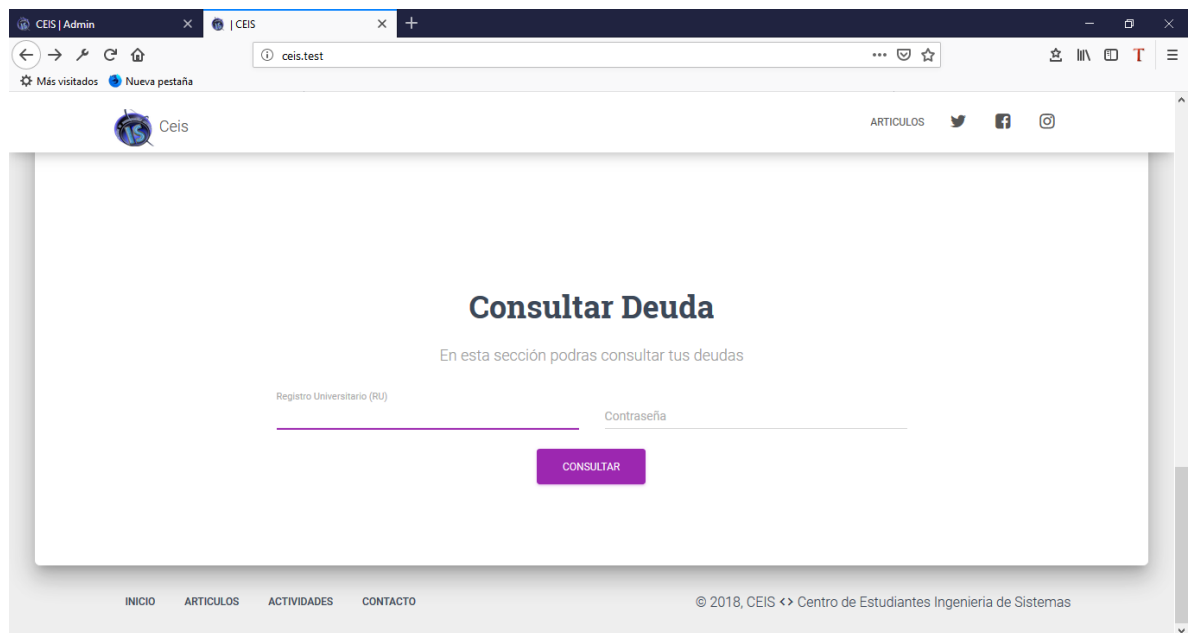 CEIS | Admin
| CEIS
ceis.test
Más visitados
Nueva pestaña
Ceis
ARTICULOS
Consultar Deuda
En esta sección podras consultar tus deudas
Registro Universitario (RU)
Contraseña
CONSULTAR
INICIO ARTICULOS ACTIVIDADES CONTACTO
© 2018, CEIS <> Centro de Estudiantes Ingenieria de Sistemas